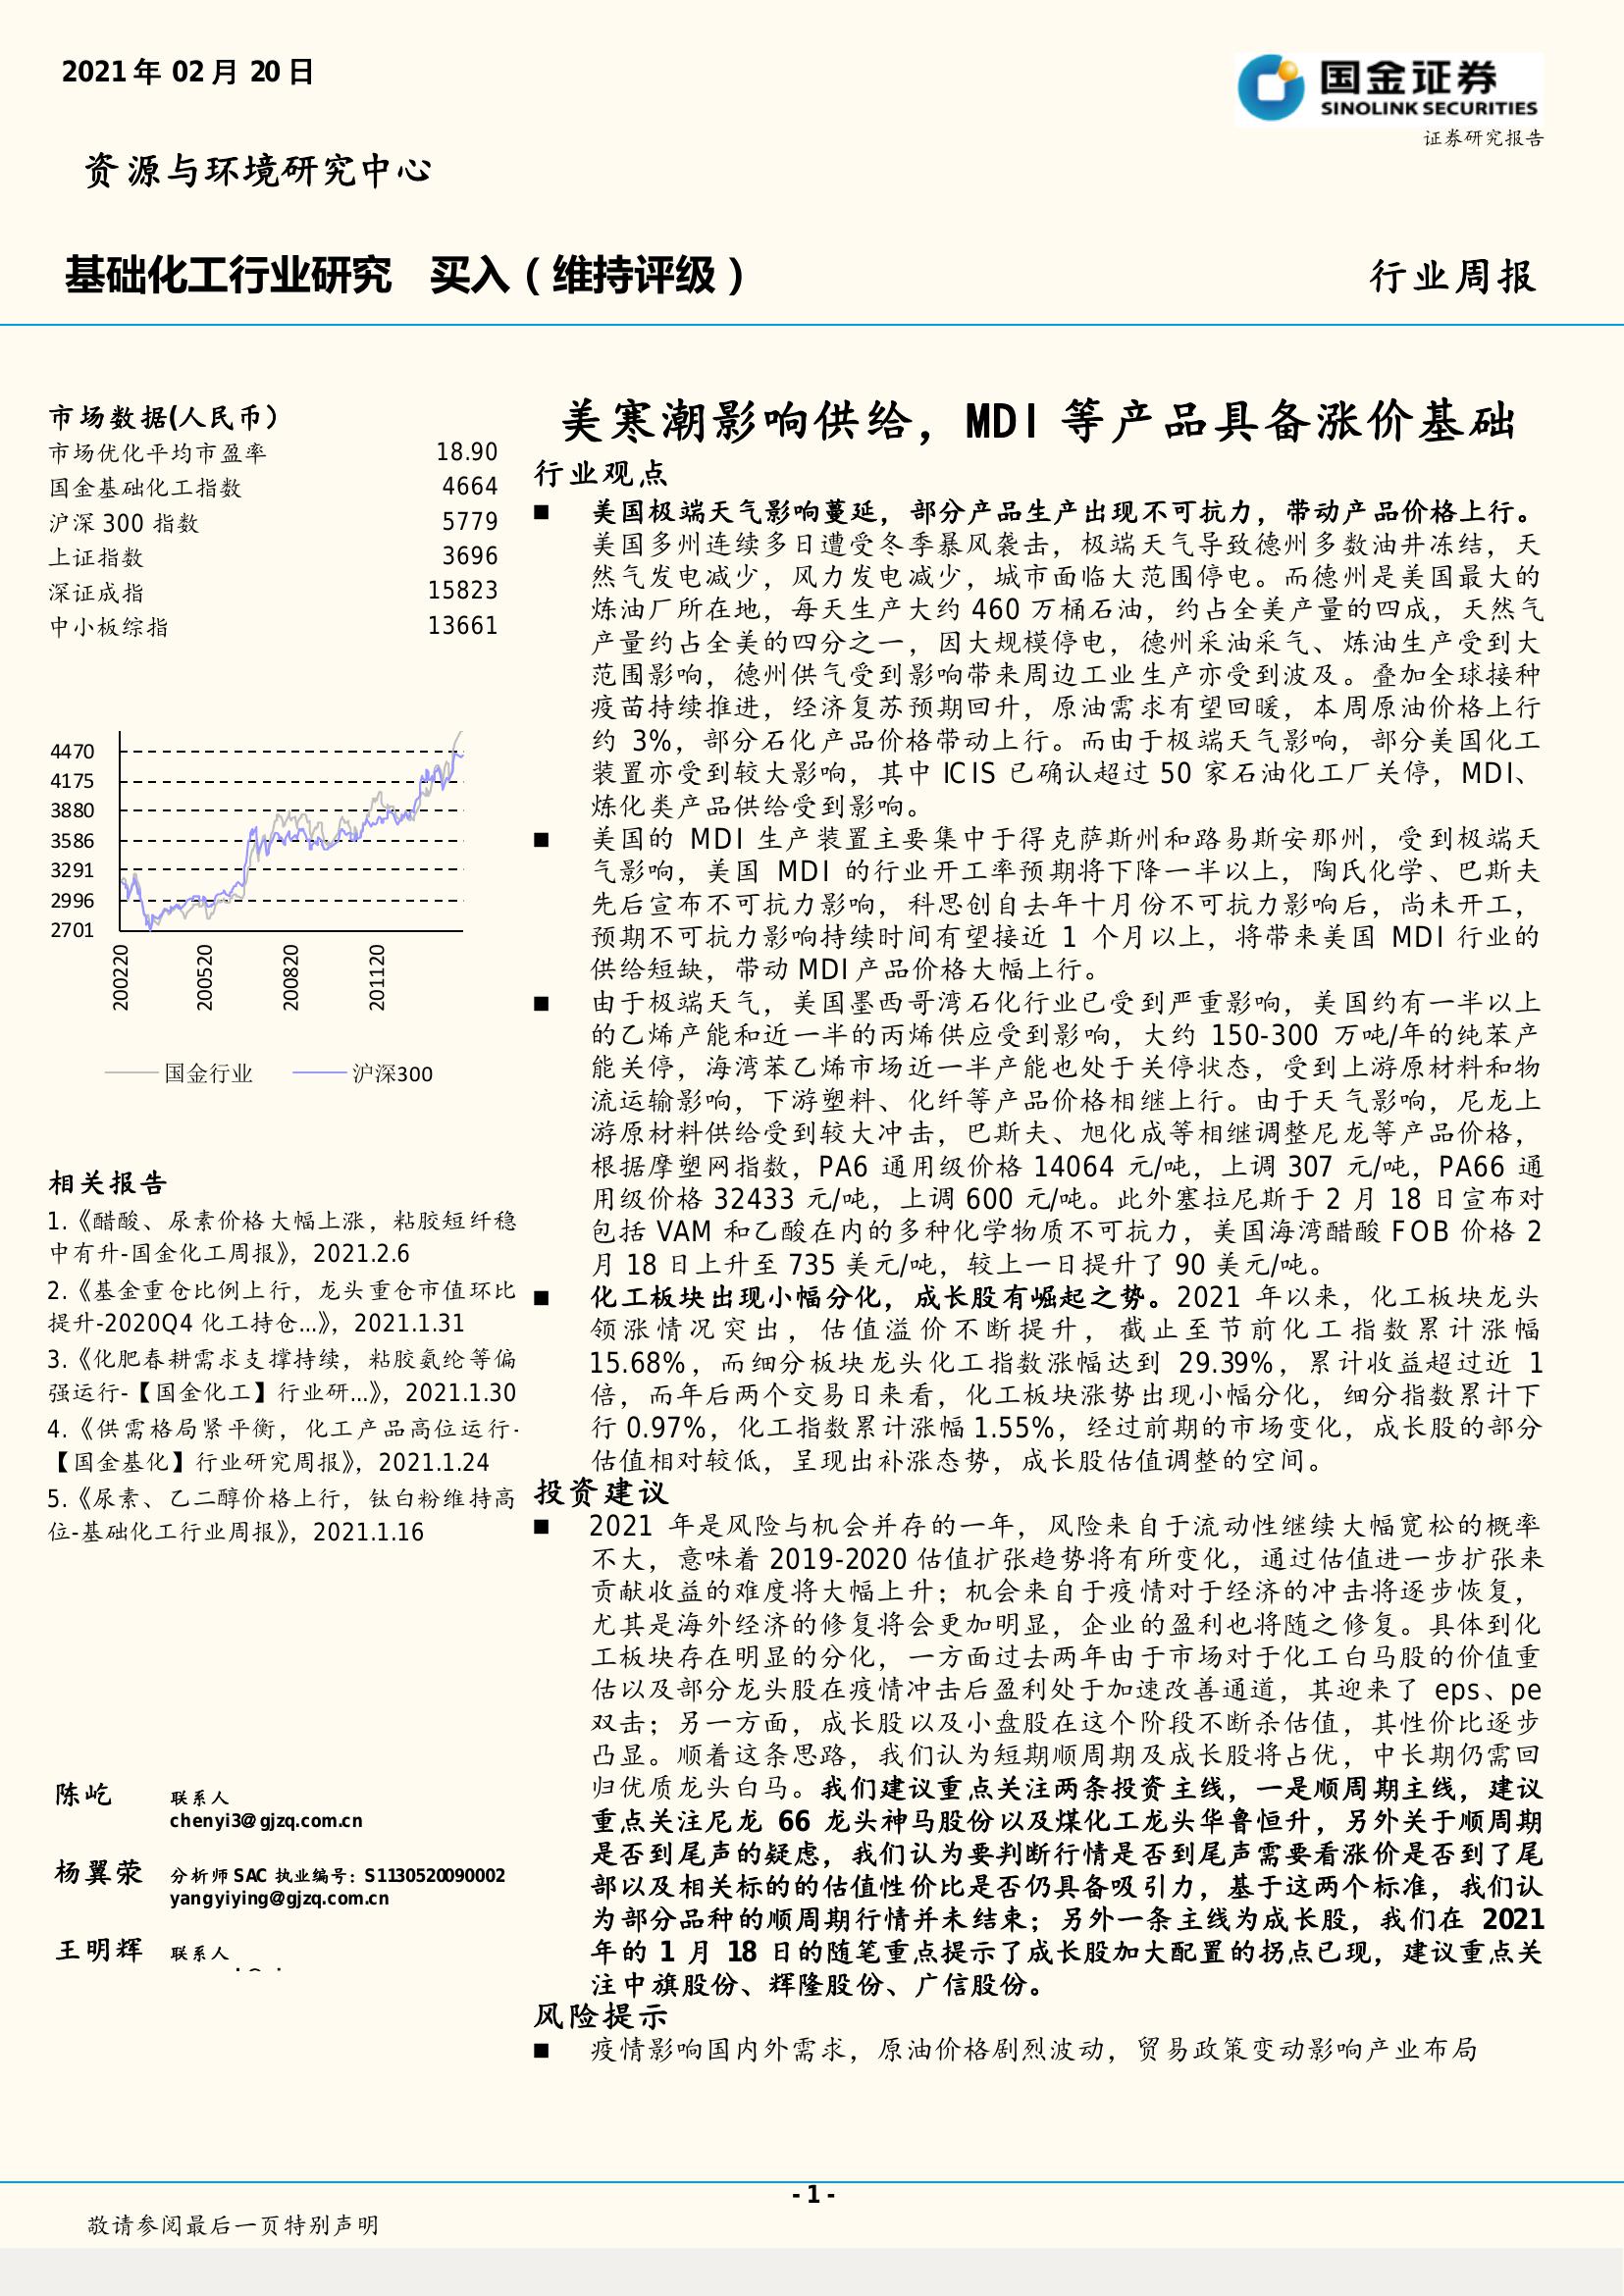 2021 年 02 月 20 日
国金证券
SINOLINK SECURITIES
证券研究报告
资源与环境研究中心
基础化工行业研究 买入（维持评级）
行业周报
市场数据(人民币）
市场优化平均市盈率 18.90
国金基础化工指数 4664
沪深 300 指数 5779
上证指数 3696
深证成指 15823
中小板综指 13661
4470
4175
3880
3586
3291
2996
2701
200220
200520
200820
201120
国金行业 沪深300
相关报告
1.《醋酸、尿素价格大幅上涨，粘胶短纤稳
中有升-国金化工周报》，2021.2.6
2.《基金重仓比例上行，龙头重仓市值环比
提升-2020Q4 化工持仓...》，2021.1.31
3.《化肥春耕需求支撑持续，粘胶氨纶等偏
强运行-【国金化工】行业研...》，2021.1.30
4.《供需格局紧平衡，化工产品高位运行-
【国金基化】行业研究周报》，2021.1.24
5.《尿素、乙二醇价格上行，钛白粉维持高
位-基础化工行业周报》，2021.1.16
陈屹 联系人
chenyi3@gjzq.com.cn
杨翼荥 分析师 SAC 执业编号：S1130520090002
yangyiying@gjzq.com.cn
王明辉 联系人
美寒潮影响供给，MDI 等产品具备涨价基础
行业观点
■ 美国极端天气影响蔓延，部分产品生产出现不可抗力，带动产品价格上行。
美国多州连续多日遭受冬季暴风袭击，极端天气导致德州多数油井冻结，天
然气发电减少，风力发电减少，城市面临大范围停电。而德州是美国最大的
炼油厂所在地，每天生产大约 460 万桶石油，约占全美产量的四成，天然气
产量约占全美的四分之一，因大规模停电，德州采油采气、炼油生产受到大
范围影响，德州供气受到影响带来周边工业生产亦受到波及。叠加全球接种
疫苗持续推进，经济复苏预期回升，原油需求有望回暖，本周原油价格上行
约 3%，部分石化产品价格带动上行。而由于极端天气影响，部分美国化工
装置亦受到较大影响，其中 ICIS 已确认超过 50 家石油化工厂关停，MDI、
炼化类产品供给受到影响。
■ 美国的 MDI 生产装置主要集中于得克萨斯州和路易斯安那州，受到极端天
气影响，美国 MDI 的行业开工率预期将下降一半以上，陶氏化学、巴斯夫
先后宣布不可抗力影响，科思创自去年十月份不可抗力影响后，尚未开工，
预期不可抗力影响持续时间有望接近 1 个月以上，将带来美国 MDI 行业的
供给短缺，带动 MDI 产品价格大幅上行。
■ 由于极端天气，美国墨西哥湾石化行业已受到严重影响，美国约有一半以上
的乙烯产能和近一半的丙烯供应受到影响，大约 150-300 万吨/年的纯苯产
能关停，海湾苯乙烯市场近一半产能也处于关停状态，受到上游原材料和物
流运输影响，下游塑料、化纤等产品价格相继上行。由于天气影响，尼龙上
游原材料供给受到较大冲击，巴斯夫、旭化成等相继调整尼龙等产品价格，
根据摩塑网指数，PA6 通用级价格 14064 元/吨，上调 307 元/吨，PA66 通
用级价格 32433 元/吨，上调 600 元/吨。此外塞拉尼斯于 2 月 18 日宣布对
包括 VAM 和乙酸在内的多种化学物质不可抗力，美国海湾醋酸 FOB 价格 2
月 18 日上升至 735 美元/吨，较上一日提升了 90 美元/吨。
■ 化工板块出现小幅分化，成长股有崛起之势。2021 年以来，化工板块龙头
领涨情况突出，估值溢价不断提升，截止至节前化工指数累计涨幅
15.68%，而细分板块龙头化工指数涨幅达到 29.39%，累计收益超过近 1
倍，而年后两个交易日来看，化工板块涨势出现小幅分化，细分指数累计下
行 0.97%，化工指数累计涨幅 1.55%，经过前期的市场变化，成长股的部分
估值相对较低，呈现出补涨态势，成长股估值调整的空间。
投资建议
■ 2021 年是风险与机会并存的一年，风险来自于流动性继续大幅宽松的概率
不大，意味着 2019-2020 估值扩张趋势将有所变化，通过估值进一步扩张来
贡献收益的难度将大幅上升；机会来自于疫情对于经济的冲击将逐步恢复，
尤其是海外经济的修复将会更加明显，企业的盈利也将随之修复。具体到化
工板块存在明显的分化，一方面过去两年由于市场对于化工白马股的价值重
估以及部分龙头股在疫情冲击后盈利处于加速改善通道，其迎来了 eps、pe
双击；另一方面，成长股以及小盘股在这个阶段不断杀估值，其性价比逐步
凸显。顺着这条思路，我们认为短期顺周期及成长股将占优，中长期仍需回
归优质龙头白马。我们建议重点关注两条投资主线，一是顺周期主线，建议
重点关注尼龙 66 龙头神马股份以及煤化工龙头华鲁恒升，另外关于顺周期
是否到尾声的疑虑，我们认为要判断行情是否到尾声需要看涨价是否到了尾
部以及相关标的的估值性价比是否仍具备吸引力，基于这两个标准，我们认
为部分品种的顺周期行情并未结束；另外一条主线为成长股，我们在 2021
年的 1 月 18 日的随笔重点提示了成长股加大配置的拐点已现，建议重点关
注中旗股份、辉隆股份、广信股份。
风险提示
■ 疫情影响国内外需求，原油价格剧烈波动，贸易政策变动影响产业布局
- 1 -
敬请参阅最后一页特别声明